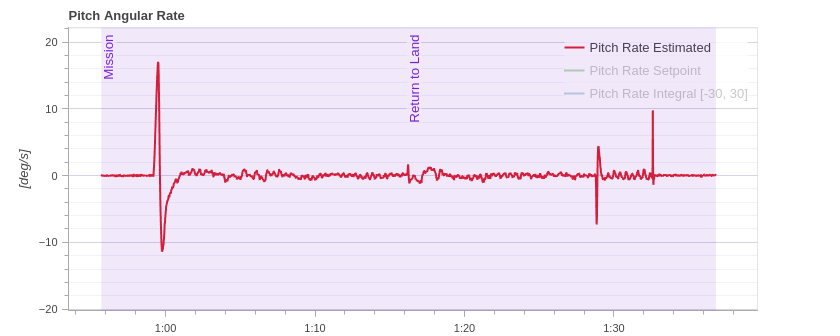 Pitch Angular Rate
20
10
0
−10
−20
[deg/s]
Mission
Return to Land
Pitch Rate Estimated
Pitch Rate Setpoint
Pitch Rate Integral [-30, 30]
1:00
1:10
1:20
1:30